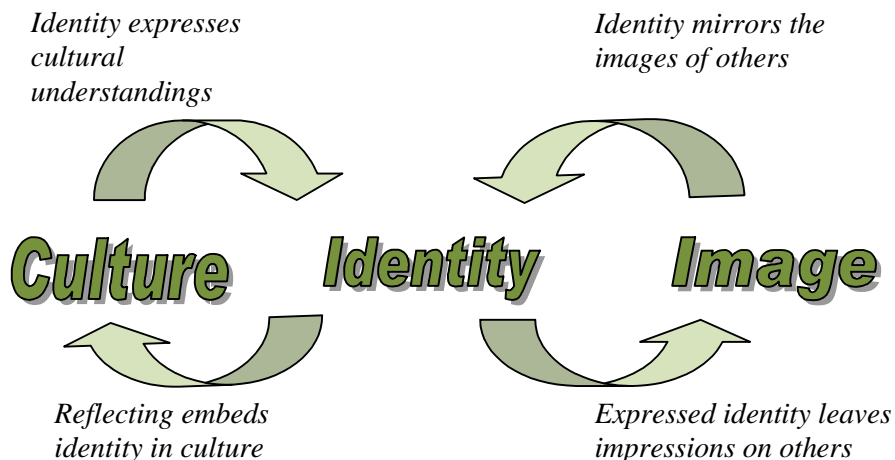 Identity expresses
cultural
understandings
Identity mirrors the
images of others
Culture
Identity
Image
Reflecting embeds
identity in culture
Expressed identity leaves
impressions on others